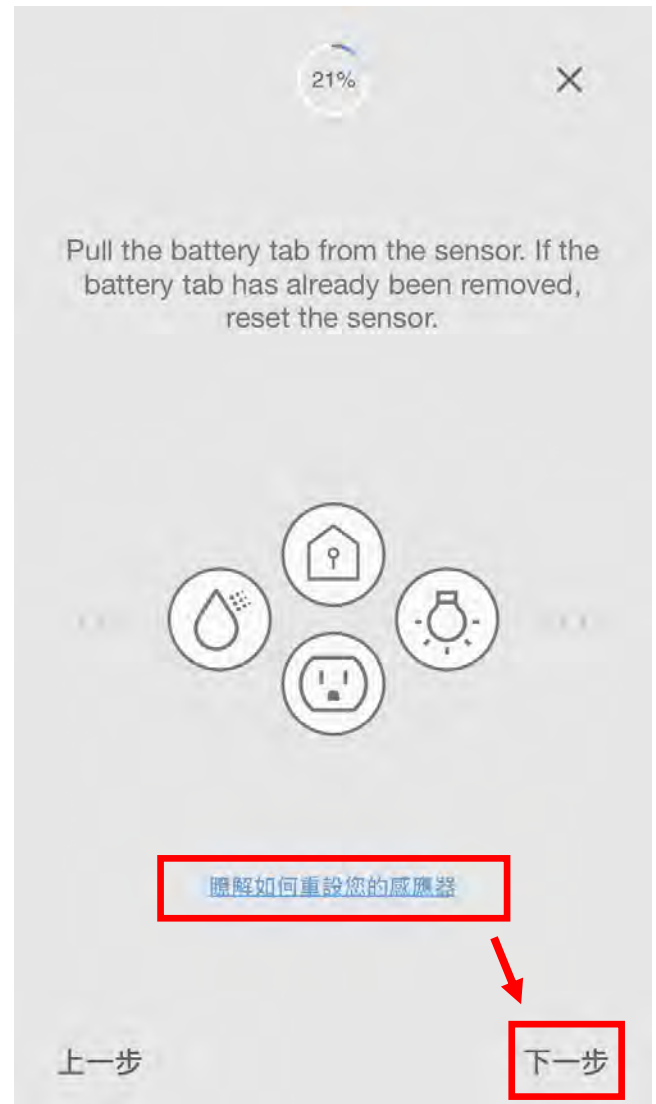 21%
Pull the battery tab from the sensor. If the
battery tab has already been removed,
reset the sensor.
瞭解如何重設您的感應器
上一步
下一步